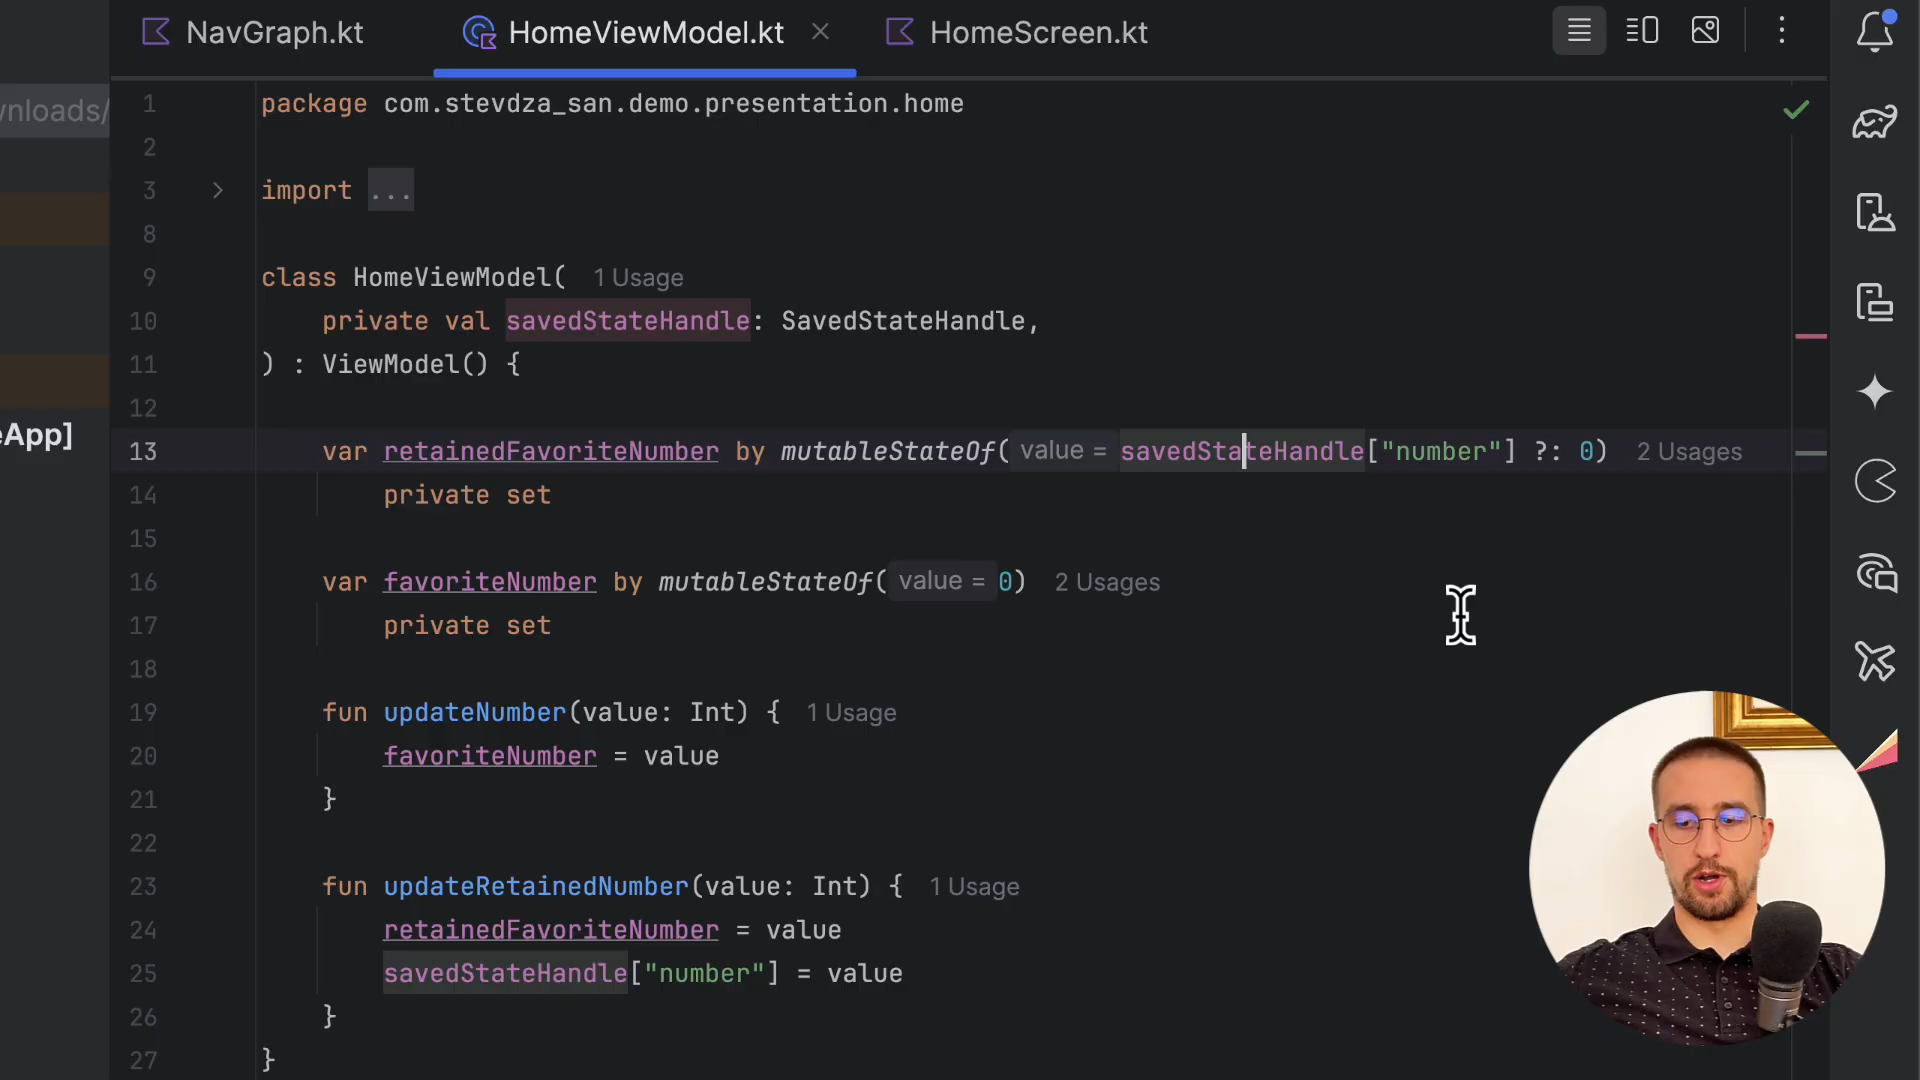 NavGraph.kt
HomeViewModel.kt
HomeScreen.kt
wnloads/
eApp]
1 package com.stevdza_san.demo.presentation.home
2
3 import ...
8
9 class HomeViewModel( 1 Usage
10 private val savedStateHandle: SavedStateHandle,
11 ) : ViewModel() {
12
13 var retainedFavoriteNumber by mutableStateOf( value = savedStateHandle["number"] ?: 0) 2 Usages
14 private set
15
16 var favoriteNumber by mutableStateOf( value = 0) 2 Usages
17 private set
18
19 fun updateNumber(value: Int) { 1 Usage
20 favoriteNumber = value
21 }
22
23 fun updateRetainedNumber(value: Int) { 1 Usage
24 retainedFavoriteNumber = value
25 savedStateHandle["number"] = value
26 }
27 }